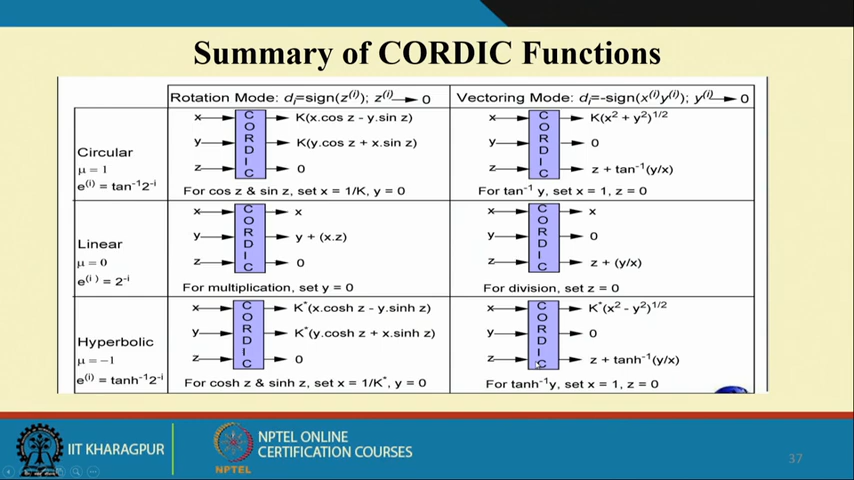 Summary of CORDIC Functions
Rotation Mode: dᵢ=sign(z⁽ⁱ⁾); z⁽ⁱ⁾→ 0
Vectoring Mode: dᵢ=-sign(x⁽ⁱ⁾y⁽ⁱ⁾); y⁽ⁱ⁾→ 0
Circular
μ = 1
e⁽ⁱ⁾ = tan⁻¹2⁻ⁱ
x CORDIC K(x.cos z - y.sin z)
y K(y.cos z + x.sin z)
z 0
For cos z & sin z, set x = 1/K, y = 0
x CORDIC K(x² + y²)¹ᐟ²
y 0
z z + tan⁻¹(y/x)
For tan⁻¹ y, set x = 1, z = 0
Linear
μ = 0
e⁽ⁱ⁾ = 2⁻ⁱ
x CORDIC x
y y + (x.z)
z 0
For multiplication, set y = 0
x CORDIC x
y 0
z z + (y/x)
For division, set z = 0
Hyperbolic
μ = −1
e⁽ⁱ⁾ = tanh⁻¹2⁻ⁱ
x CORDIC K*(x.cosh z - y.sinh z)
y K*(y.cosh z + x.sinh z)
z 0
For cosh z & sinh z, set x = 1/K*, y = 0
x CORDIC K*(x² - y²)¹ᐟ²
y 0
z z + tanh⁻¹(y/x)
For tanh⁻¹y, set x = 1, z = 0
IIT KHARAGPUR
NPTEL
NPTEL ONLINE
CERTIFICATION COURSES
37